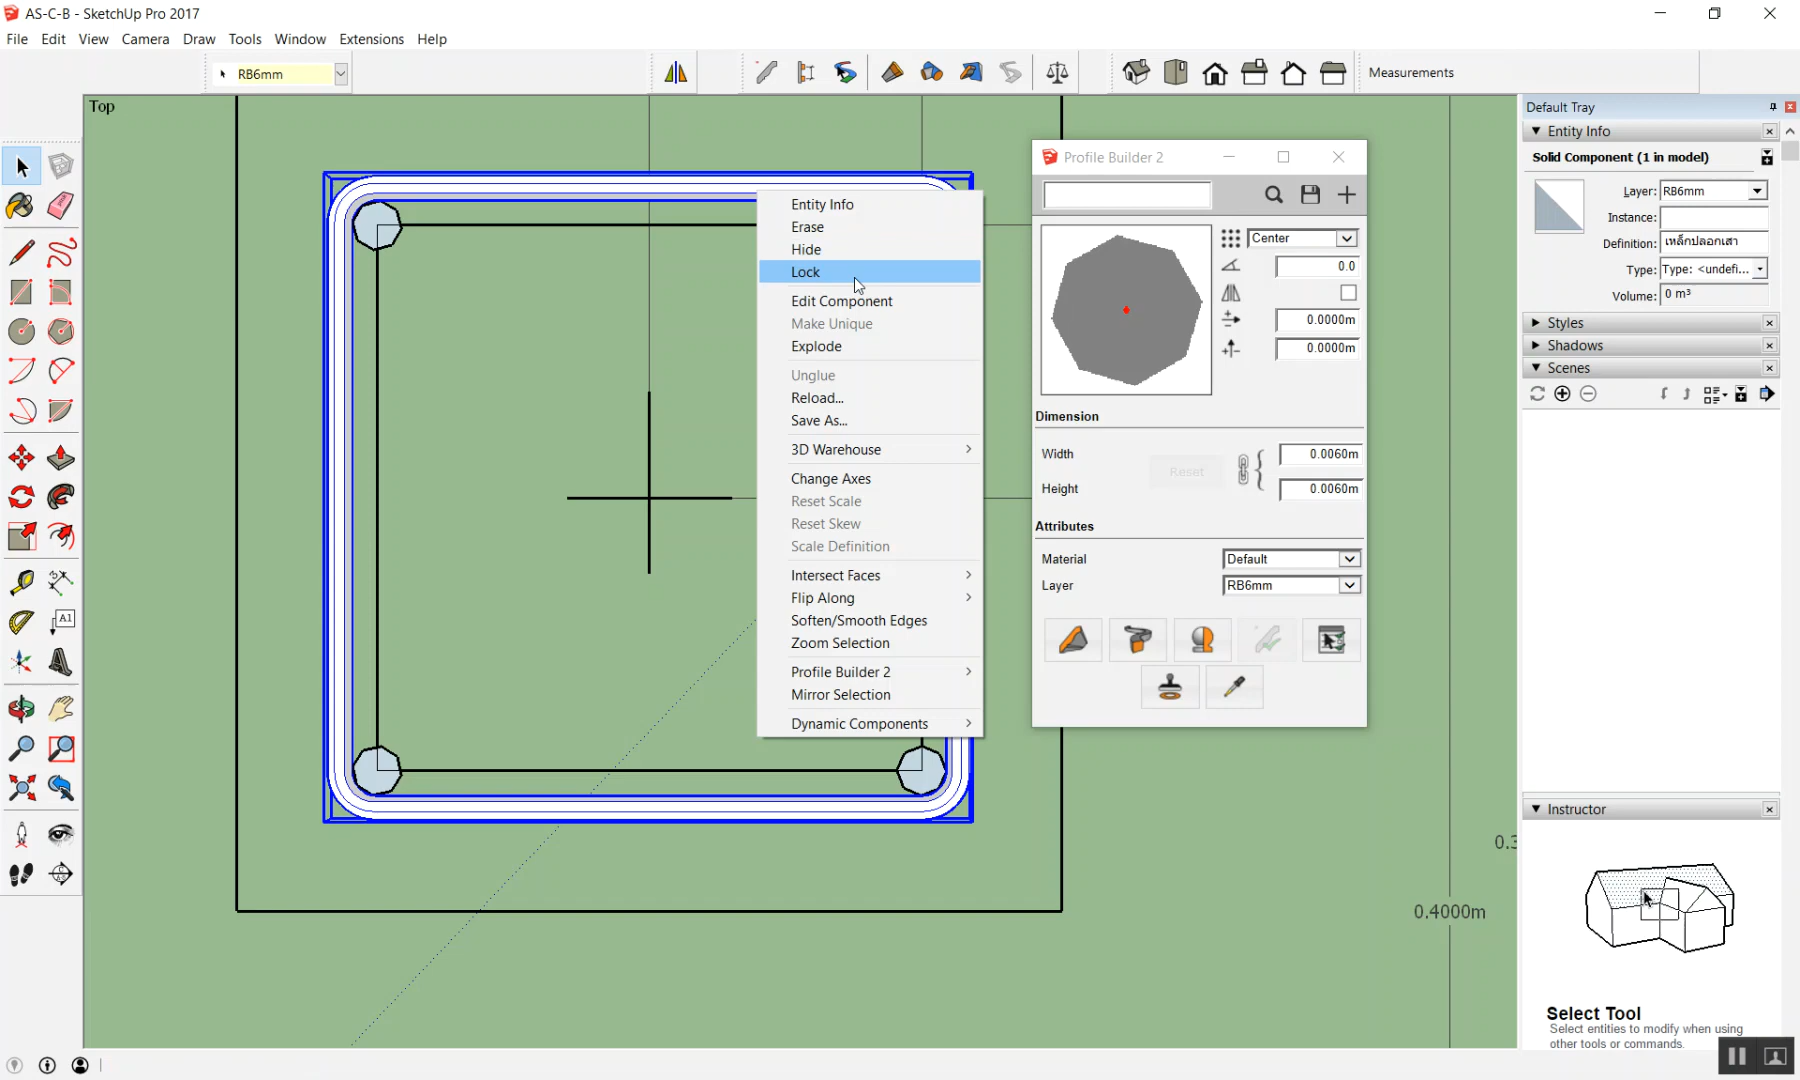 AS-C-B - SketchUp Pro 2017
File Edit View Camera Draw Tools Window Extensions Help
RB6mm
Measurements
Top
Default Tray
Entity Info
Solid Component (1 in model)
Layer: RB6mm
Instance:
Definition: เหล็กปลอกเสา
Type: Type: <undefi...
Volume: 0 m³
Styles
Shadows
Scenes
Profile Builder 2
Center
0.0
0.0000m
0.0000m
Dimension
Width 0.0060m
Reset
Height 0.0060m
Attributes
Material Default
Layer RB6mm
Entity Info
Erase
Hide
Lock
Edit Component
Make Unique
Explode
Unglue
Reload...
Save As...
3D Warehouse
Change Axes
Reset Scale
Reset Skew
Scale Definition
Intersect Faces
Flip Along
Soften/Smooth Edges
Zoom Selection
Profile Builder 2
Mirror Selection
Dynamic Components
A1
0.3
0.4000m
Instructor
Select Tool
Select entities to modify when using
other tools or commands.